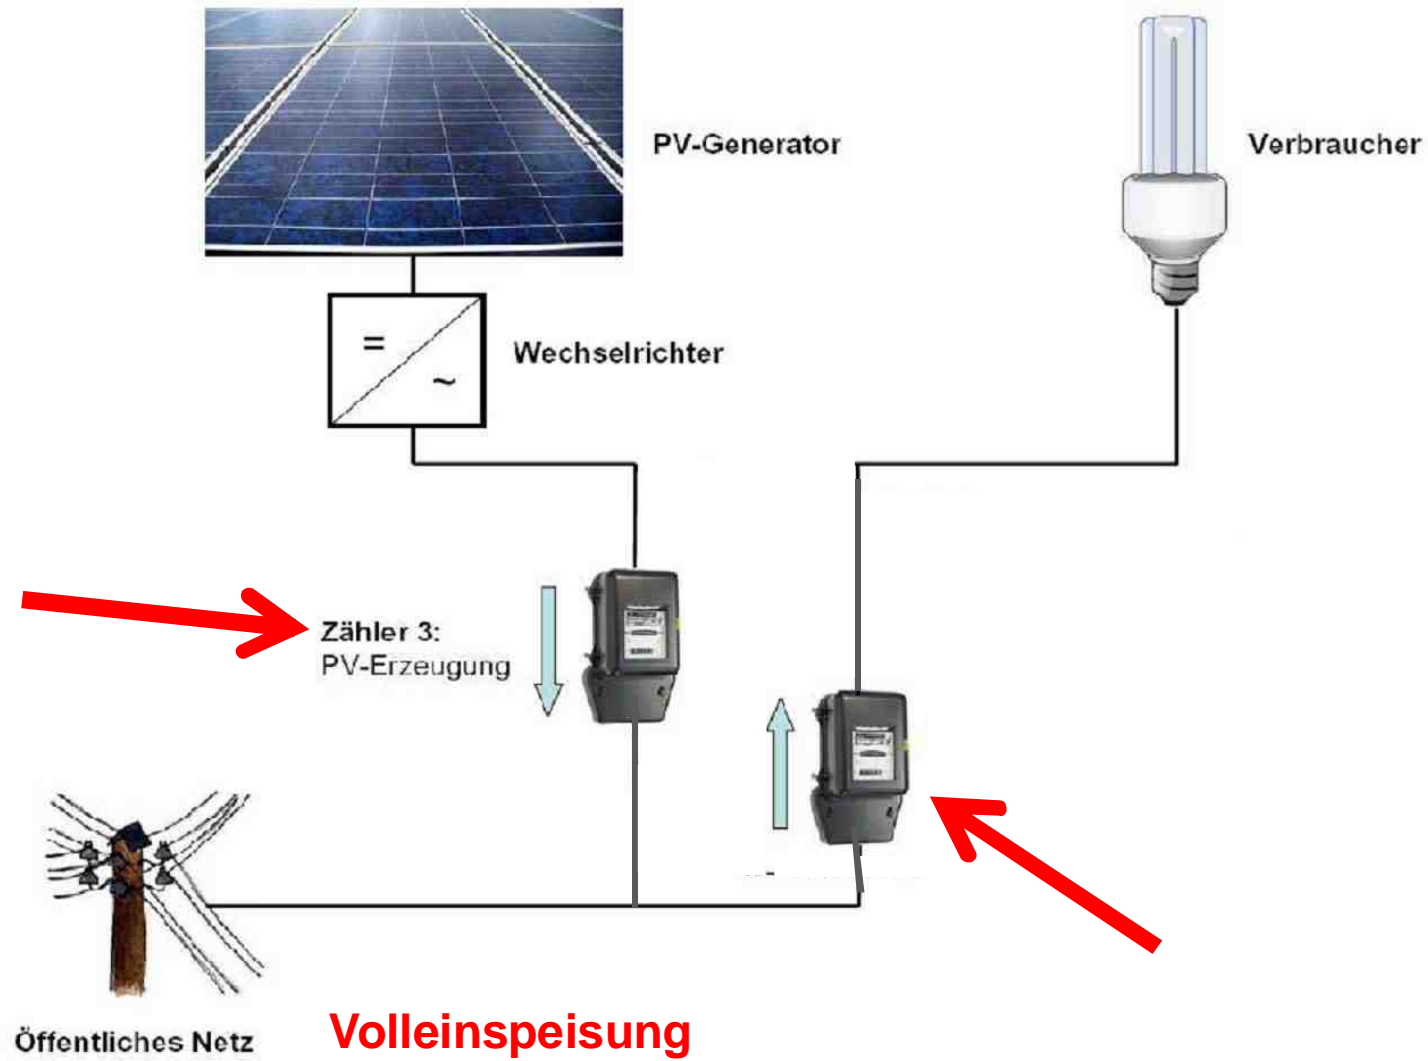 PV-Generator
Verbraucher
=
~
Wechselrichter
Zähler 3:
PV-Erzeugung
Öffentliches Netz
Volleinspeisung